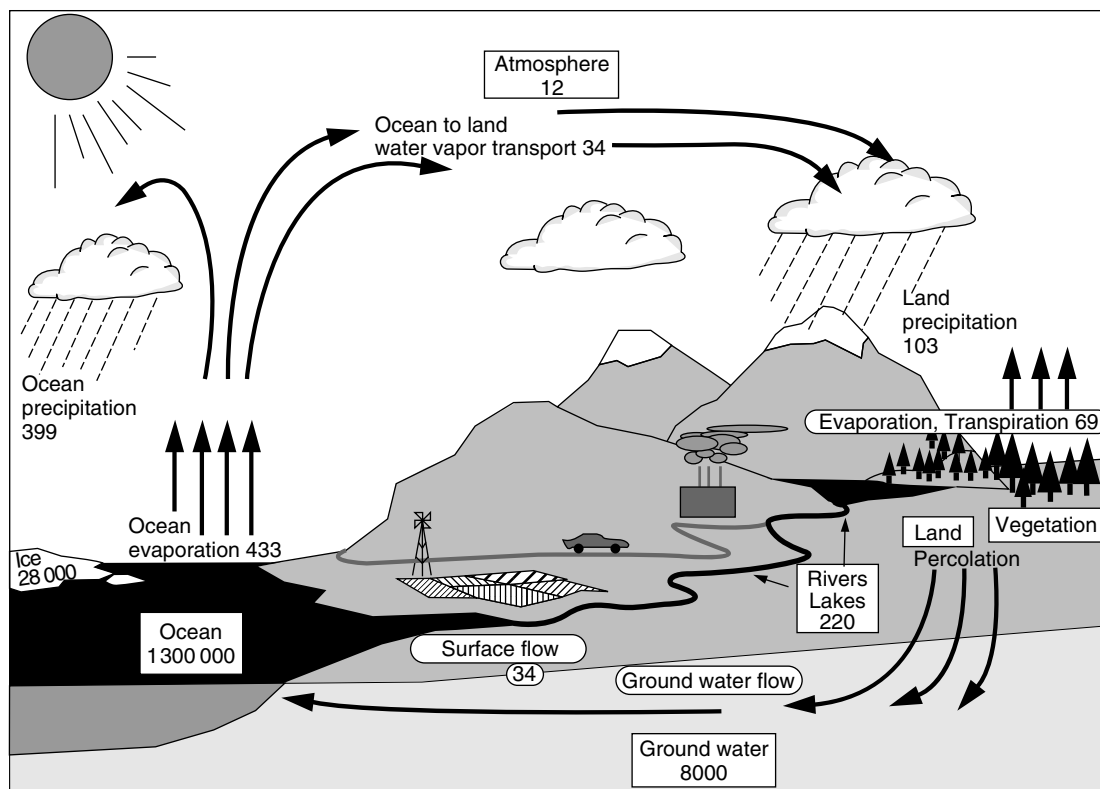 Atmosphere
12
Ocean to land
water vapor transport 34
Land
precipitation
103
Ocean
precipitation
399
Evaporation, Transpiration 69
Ocean
evaporation 433
Ice
28 000
Land
Vegetation
Percolation
Rivers
Lakes
220
Ocean
1 300 000
Surface flow
34
Ground water flow
Ground water
8000